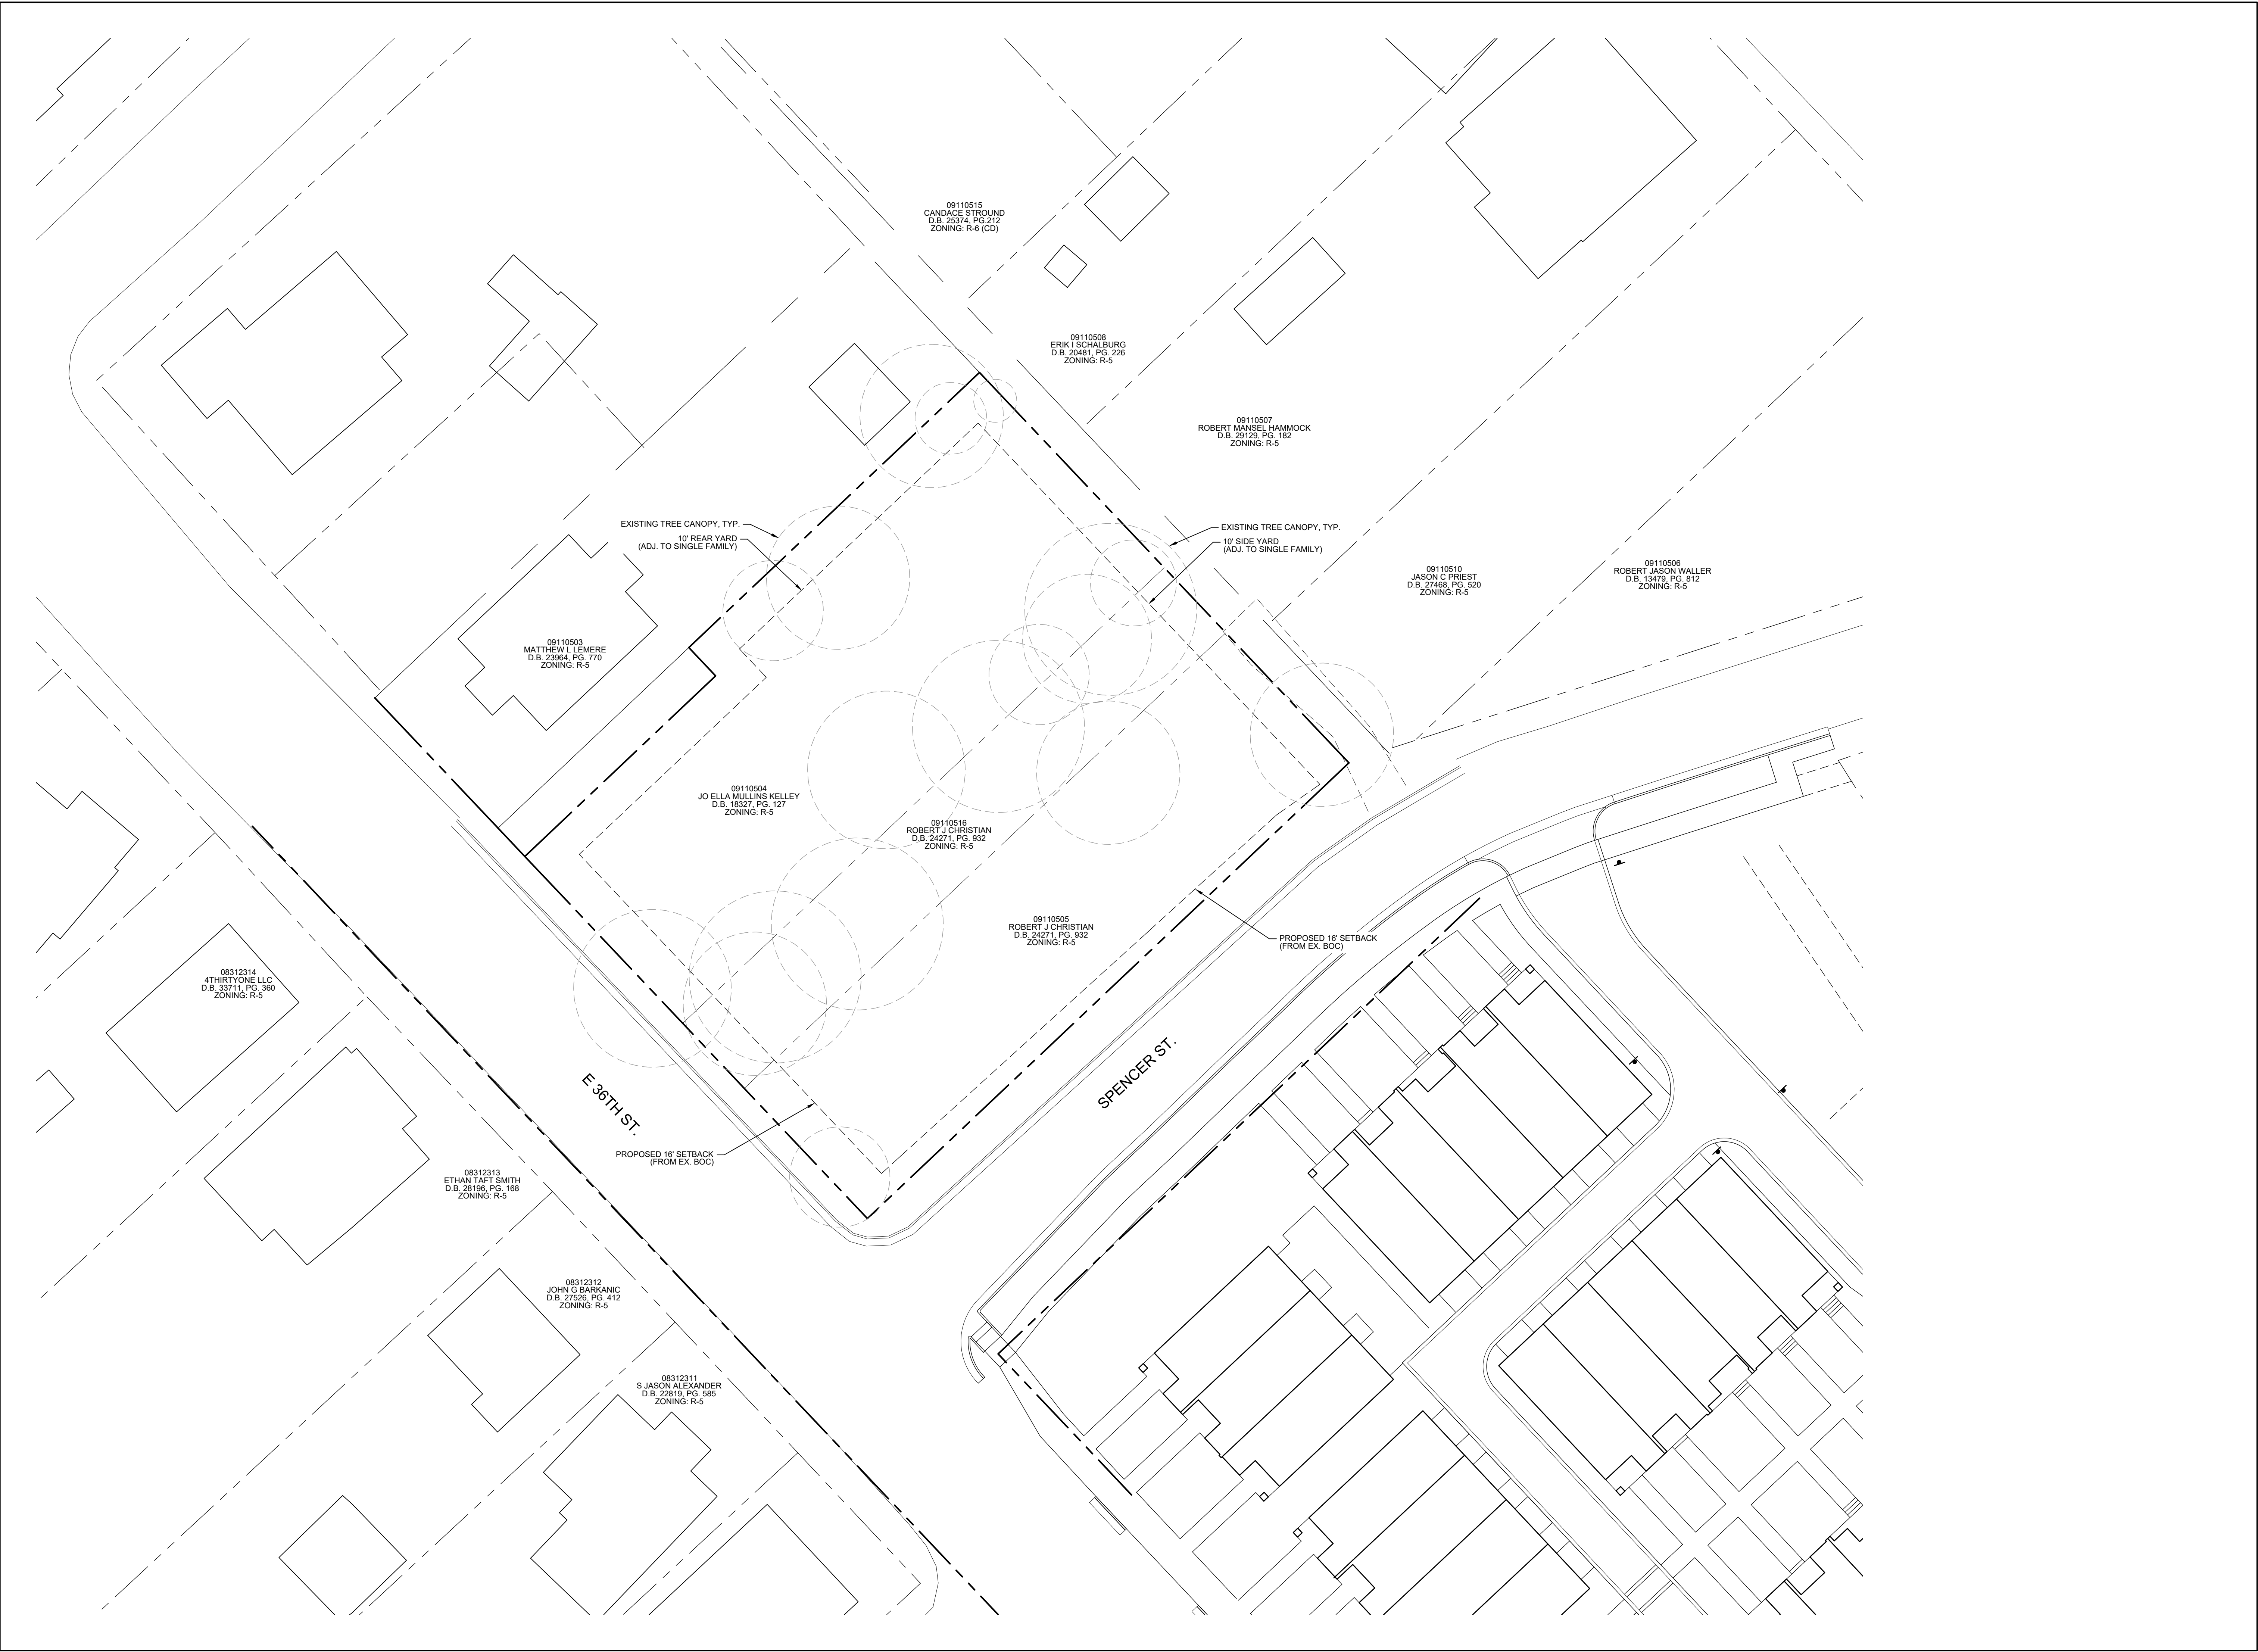 09110515
CANDACE STROUND
D.B. 25374, PG.212
ZONING: R-6 (CD)
09110508
ERIK I SCHALBURG
D.B. 20481, PG. 226
ZONING: R-5
09110507
ROBERT MANSEL HAMMOCK
D.B. 29129, PG. 182
ZONING: R-5
EXISTING TREE CANOPY, TYP.
10' REAR YARD
(ADJ. TO SINGLE FAMILY)
EXISTING TREE CANOPY, TYP.
10' SIDE YARD
(ADJ. TO SINGLE FAMILY)
09110510
JASON C PRIEST
D.B. 27468, PG. 520
ZONING: R-5
09110506
ROBERT JASON WALLER
D.B. 13479, PG. 812
ZONING: R-5
09110503
MATTHEW L LEMERE
D.B. 23964, PG. 770
ZONING: R-5
09110504
JO ELLA MULLINS KELLEY
D.B. 18327, PG. 127
ZONING: R-5
09110516
ROBERT J CHRISTIAN
D.B. 24271, PG. 932
ZONING: R-5
09110505
ROBERT J CHRISTIAN
D.B. 24271, PG. 932
ZONING: R-5
PROPOSED 16' SETBACK
(FROM EX. BOC)
08312314
4THIRTYONE LLC
D.B. 33711, PG. 360
ZONING: R-5
SPENCER ST.
E 36TH ST.
PROPOSED 16' SETBACK
(FROM EX. BOC)
08312313
ETHAN TAFT SMITH
D.B. 28196, PG. 168
ZONING: R-5
08312312
JOHN G BARKANIC
D.B. 27526, PG. 412
ZONING: R-5
08312311
S JASON ALEXANDER
D.B. 22819, PG. 585
ZONING: R-5